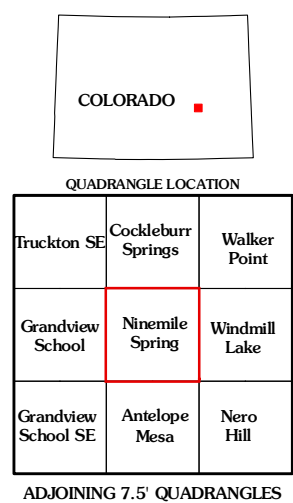 COLORADO
QUADRANGLE LOCATION
Truckton SE
Cockleburr
Springs
Walker
Point
Grandview
School
Ninemile
Spring
Windmill
Lake
Grandview
School SE
Antelope
Mesa
Nero
Hill
ADJOINING 7.5' QUADRANGLES